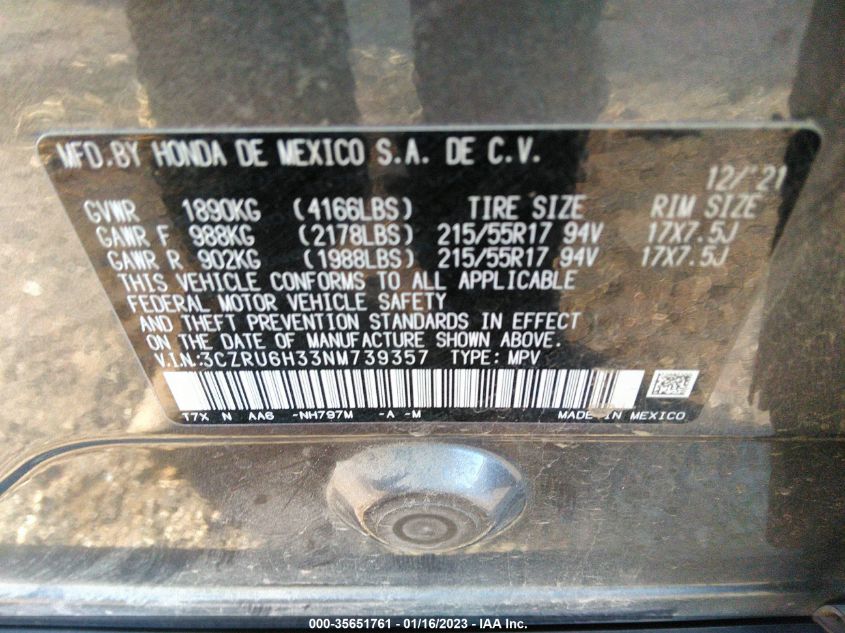 MFD.BY HONDA DE MEXICO S.A. DE C.V.
12/'21
GVWR 1890KG (4166LBS) TIRE SIZE RIM SIZE
GAWR F 988KG (2178LBS) 215/55R17 94V 17X7.5J
GAWR R 902KG (1988LBS) 215/55R17 94V 17X7.5J
THIS VEHICLE CONFORMS TO ALL APPLICABLE
FEDERAL MOTOR VEHICLE SAFETY
AND THEFT PREVENTION STANDARDS IN EFFECT
ON THE DATE OF MANUFACTURE SHOWN ABOVE.
V.I.N:3CZRU6H33NM739357 TYPE: MPV
T7X N AA6 -NH797M -A -M MADE IN MEXICO
000-35651761 - 01/16/2023 - IAA Inc.